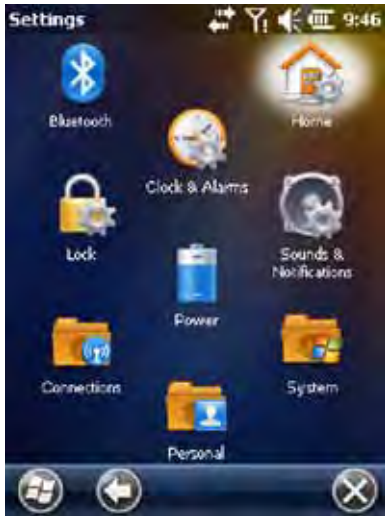 Settings 9:46
Bluetooth
Home
Clock & Alarms
Lock
Sounds &
Notifications
Power
Connections
System
Personal